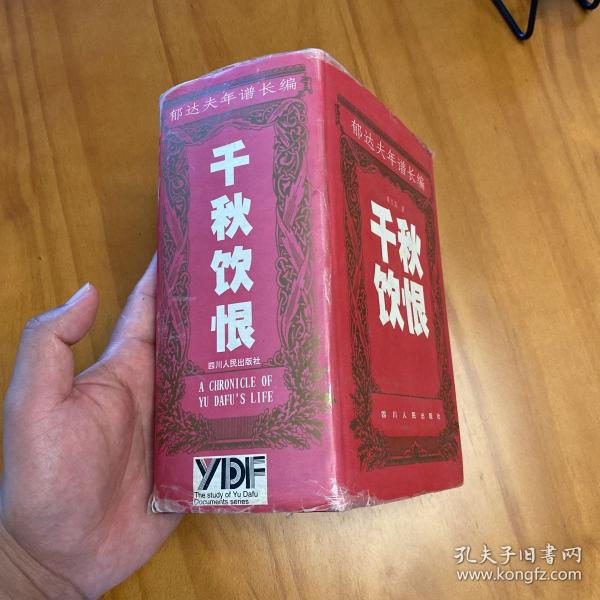 郁达夫年谱长编
千秋饮恨
四川人民出版社
A CHRONICLE OF
YU DAFU'S LIFE
YDF
The study of Yu Dafu
Documents series
郁达夫年谱长编
千秋
饮恨
四川人民出版社
孔夫子旧书网
www.kongfz.com